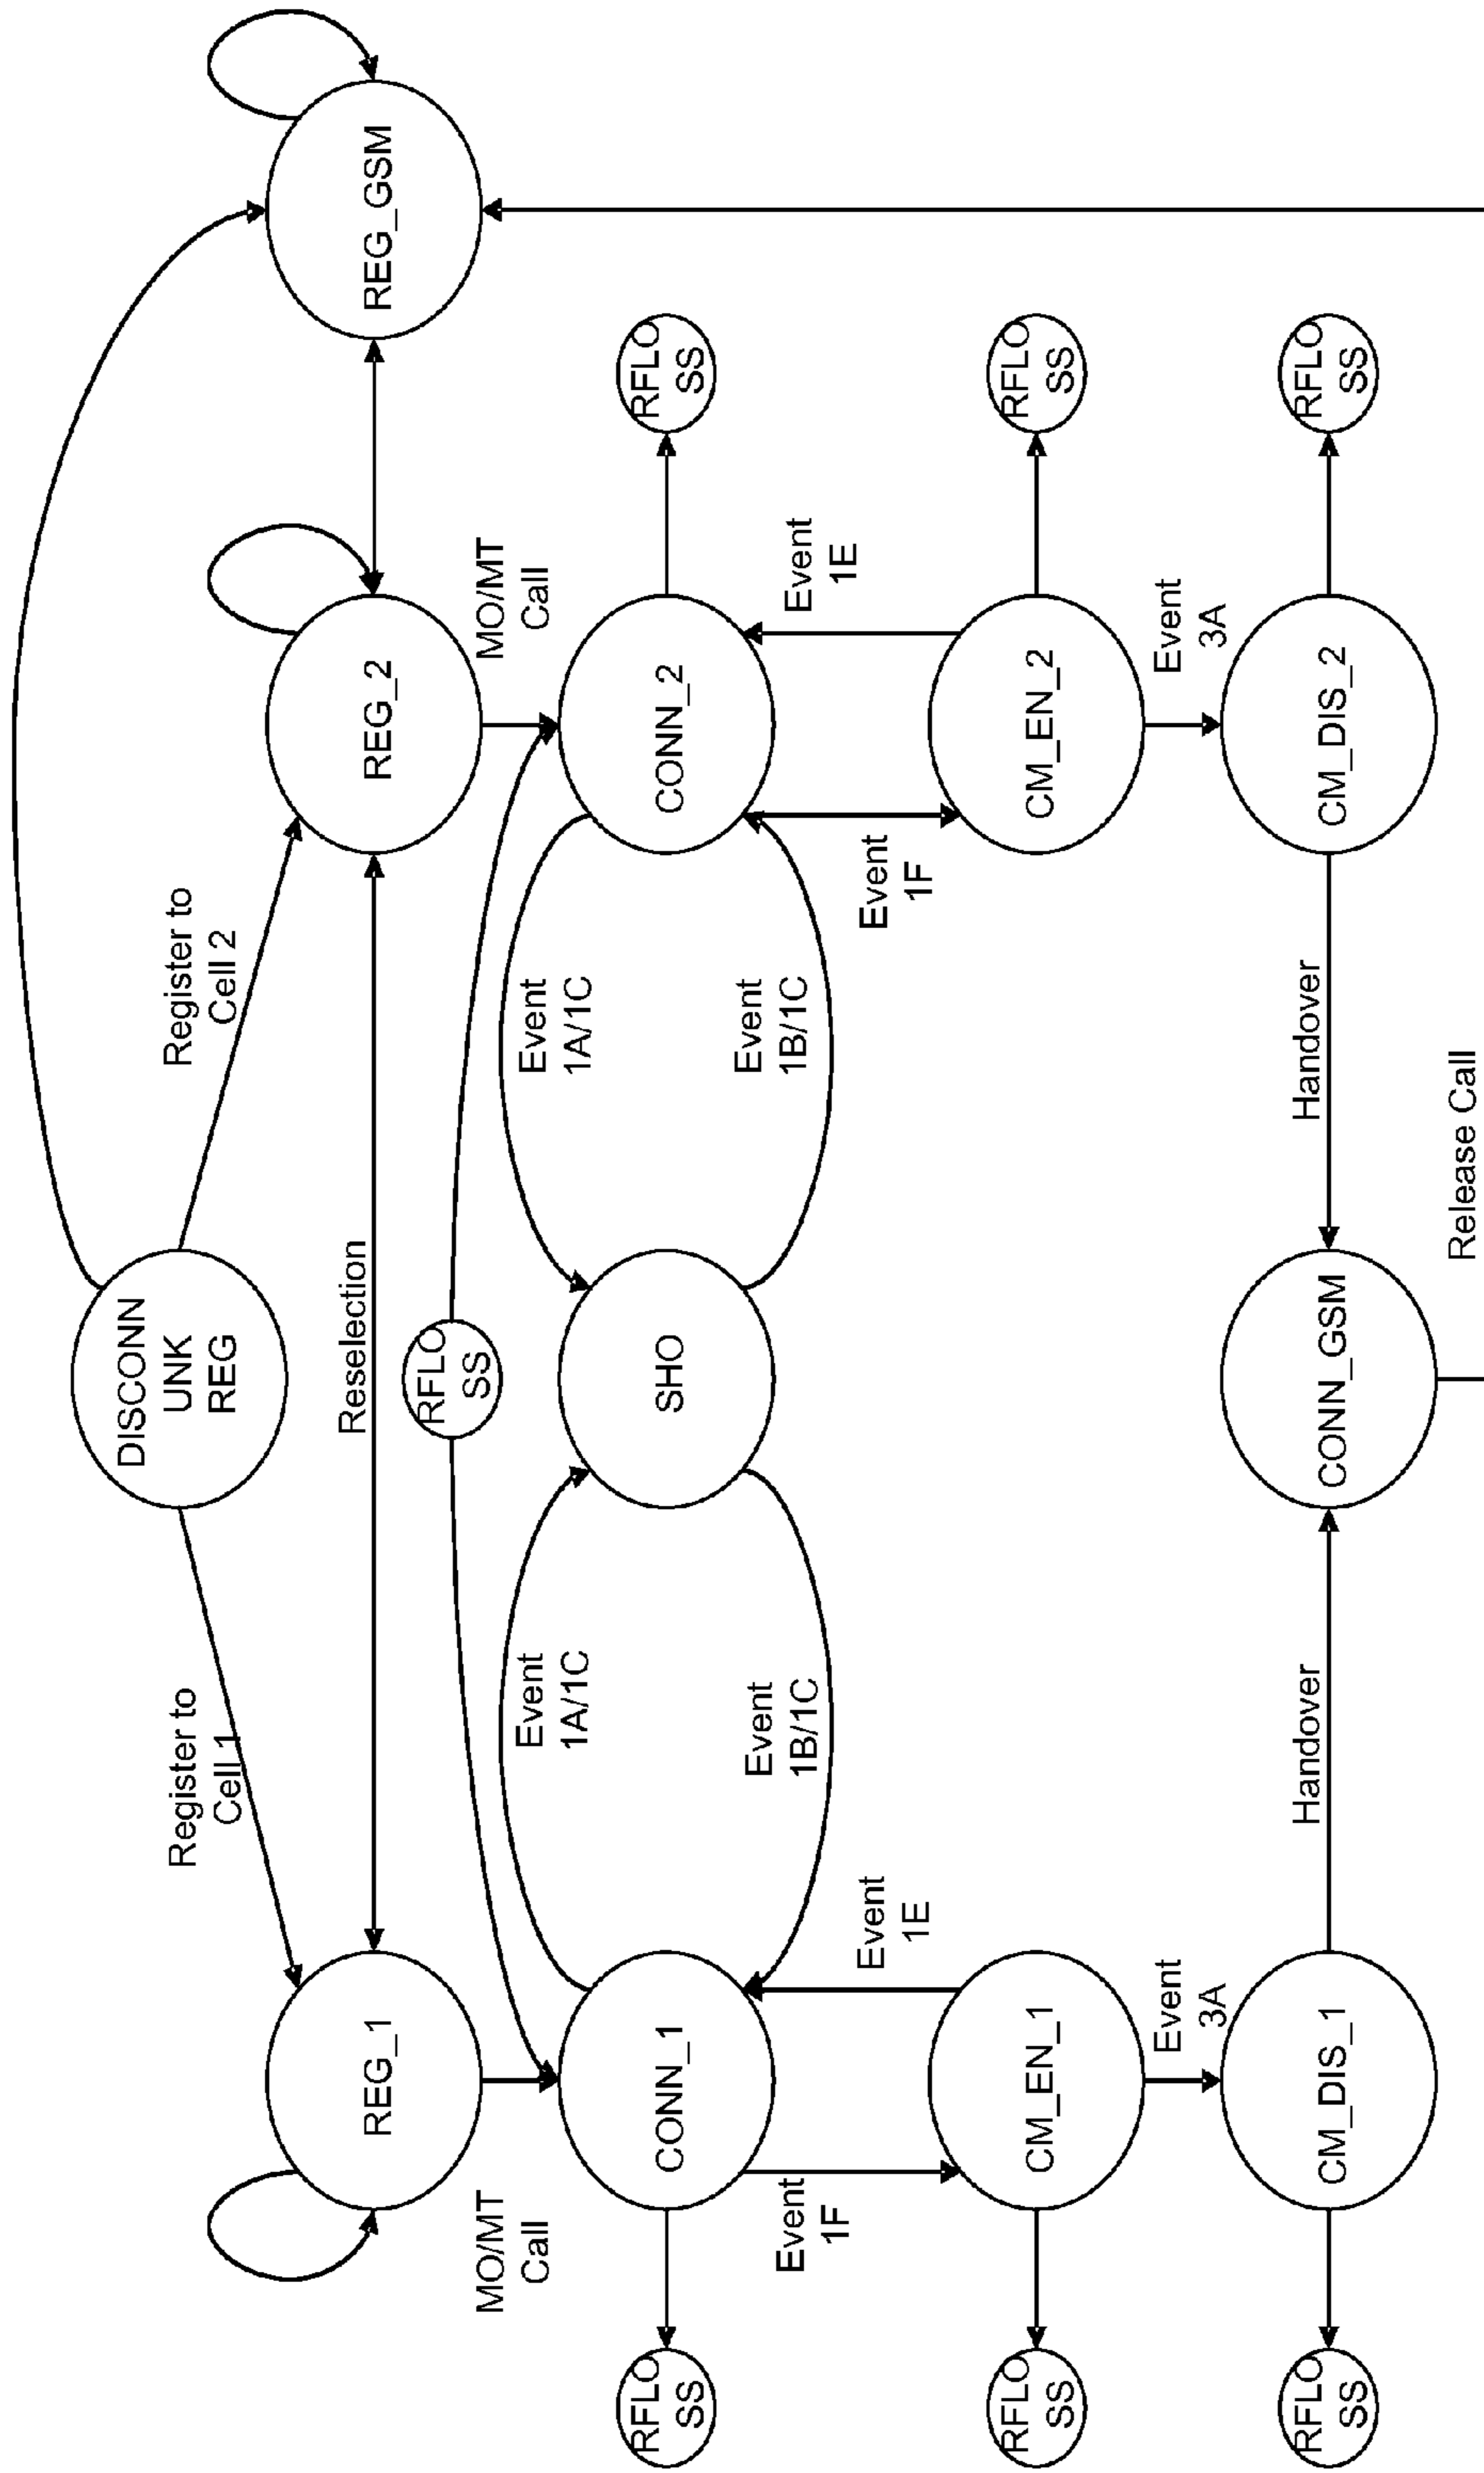 DISCONN
UNK
REG
Register to
Cell 1
Register to
Cell 2
REG_1
Reselection
REG_2
REG_GSM
MO/MT
Call
MO/MT
Call
RFLO
SS
Event
1A/1C
Event
1A/1C
RFLO
SS
CONN_1
SHO
CONN_2
RFLO
SS
Event
1B/1C
Event
1B/1C
Event
1F
Event
1E
Event
1F
Event
1E
RFLO
SS
CM_EN_1
CM_EN_2
RFLO
SS
Event
3A
Event
3A
RFLO
SS
CM_DIS_1
Handover
CONN_GSM
Handover
CM_DIS_2
RFLO
SS
Release Call